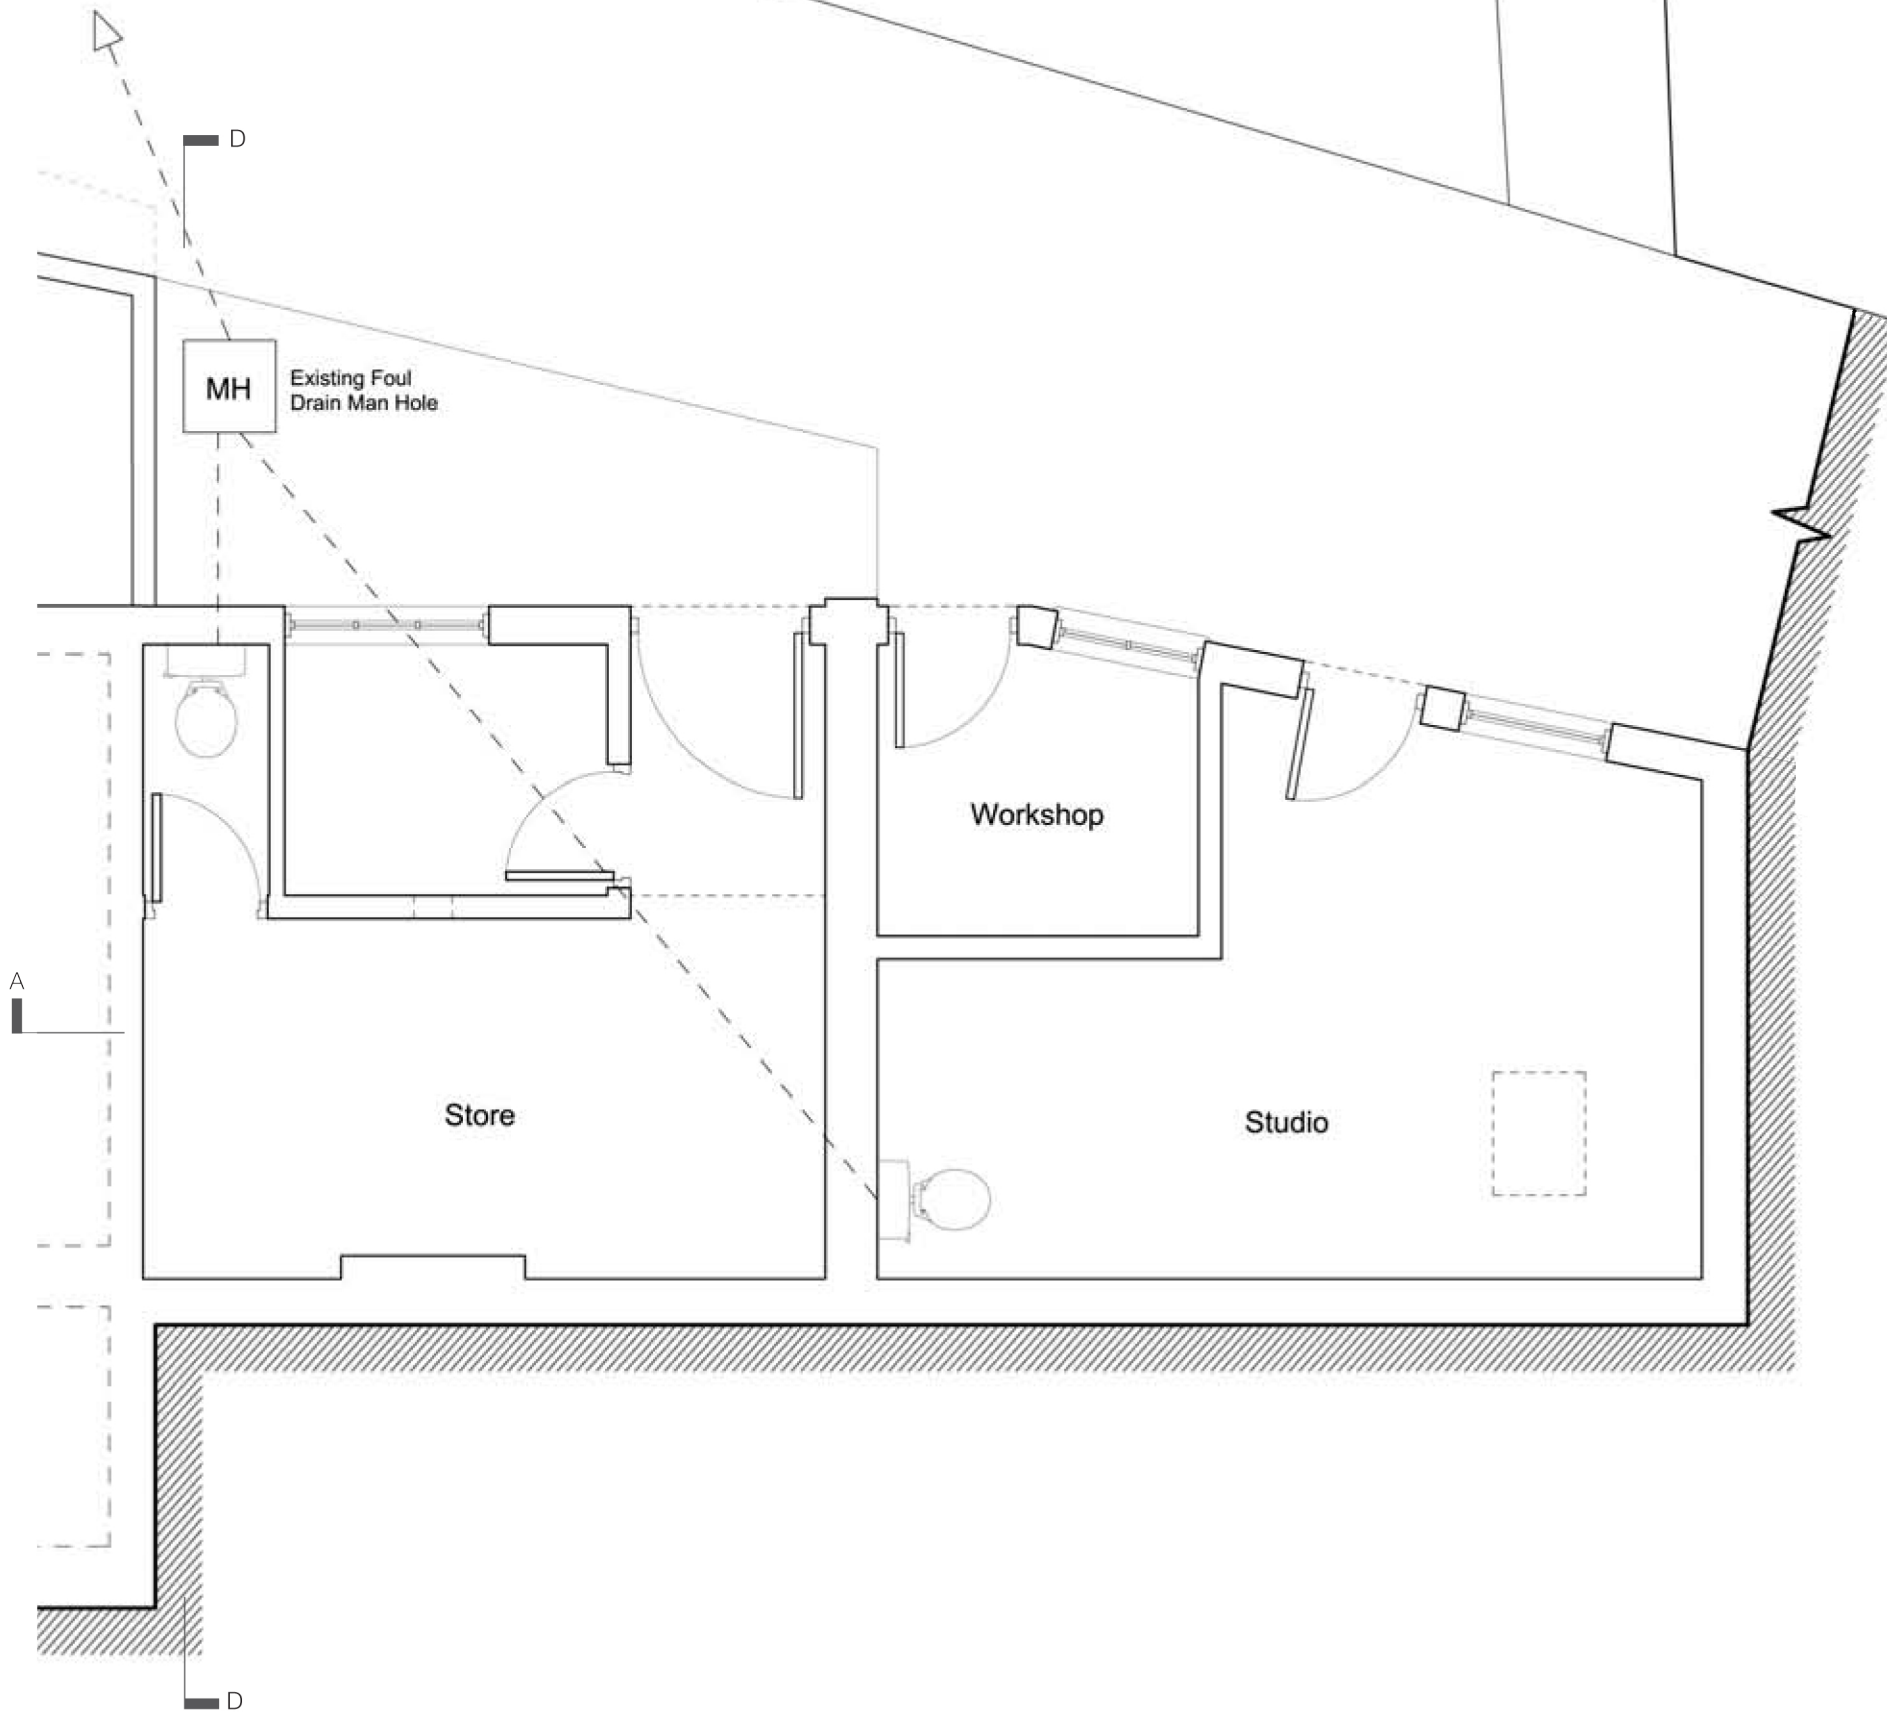 D
MH
Existing Foul
Drain Man Hole
Workshop
A
Store
Studio
D